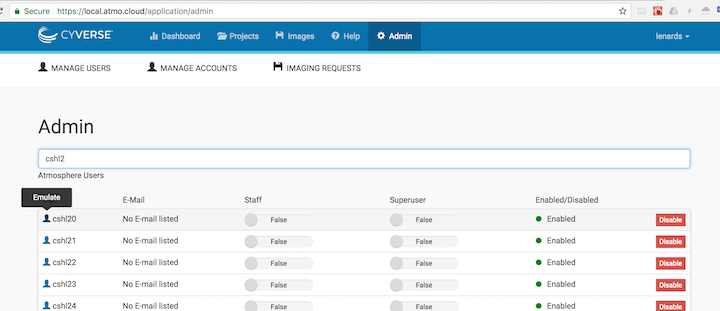 Secure https://local.atmo.cloud/application/admin
CYVERSE Dashboard Projects Images Help Admin lenards
MANAGE USERS MANAGE ACCOUNTS IMAGING REQUESTS
Admin
cshl2
Atmosphere Users
Emulate
E-Mail Staff Superuser Enabled/Disabled
cshl20 No E-mail listed False False Enabled Disable
cshl21 No E-mail listed False False Enabled Disable
cshl22 No E-mail listed False False Enabled Disable
cshl23 No E-mail listed False False Enabled Disable
cshl24 No E-mail listed False False Enabled Disable